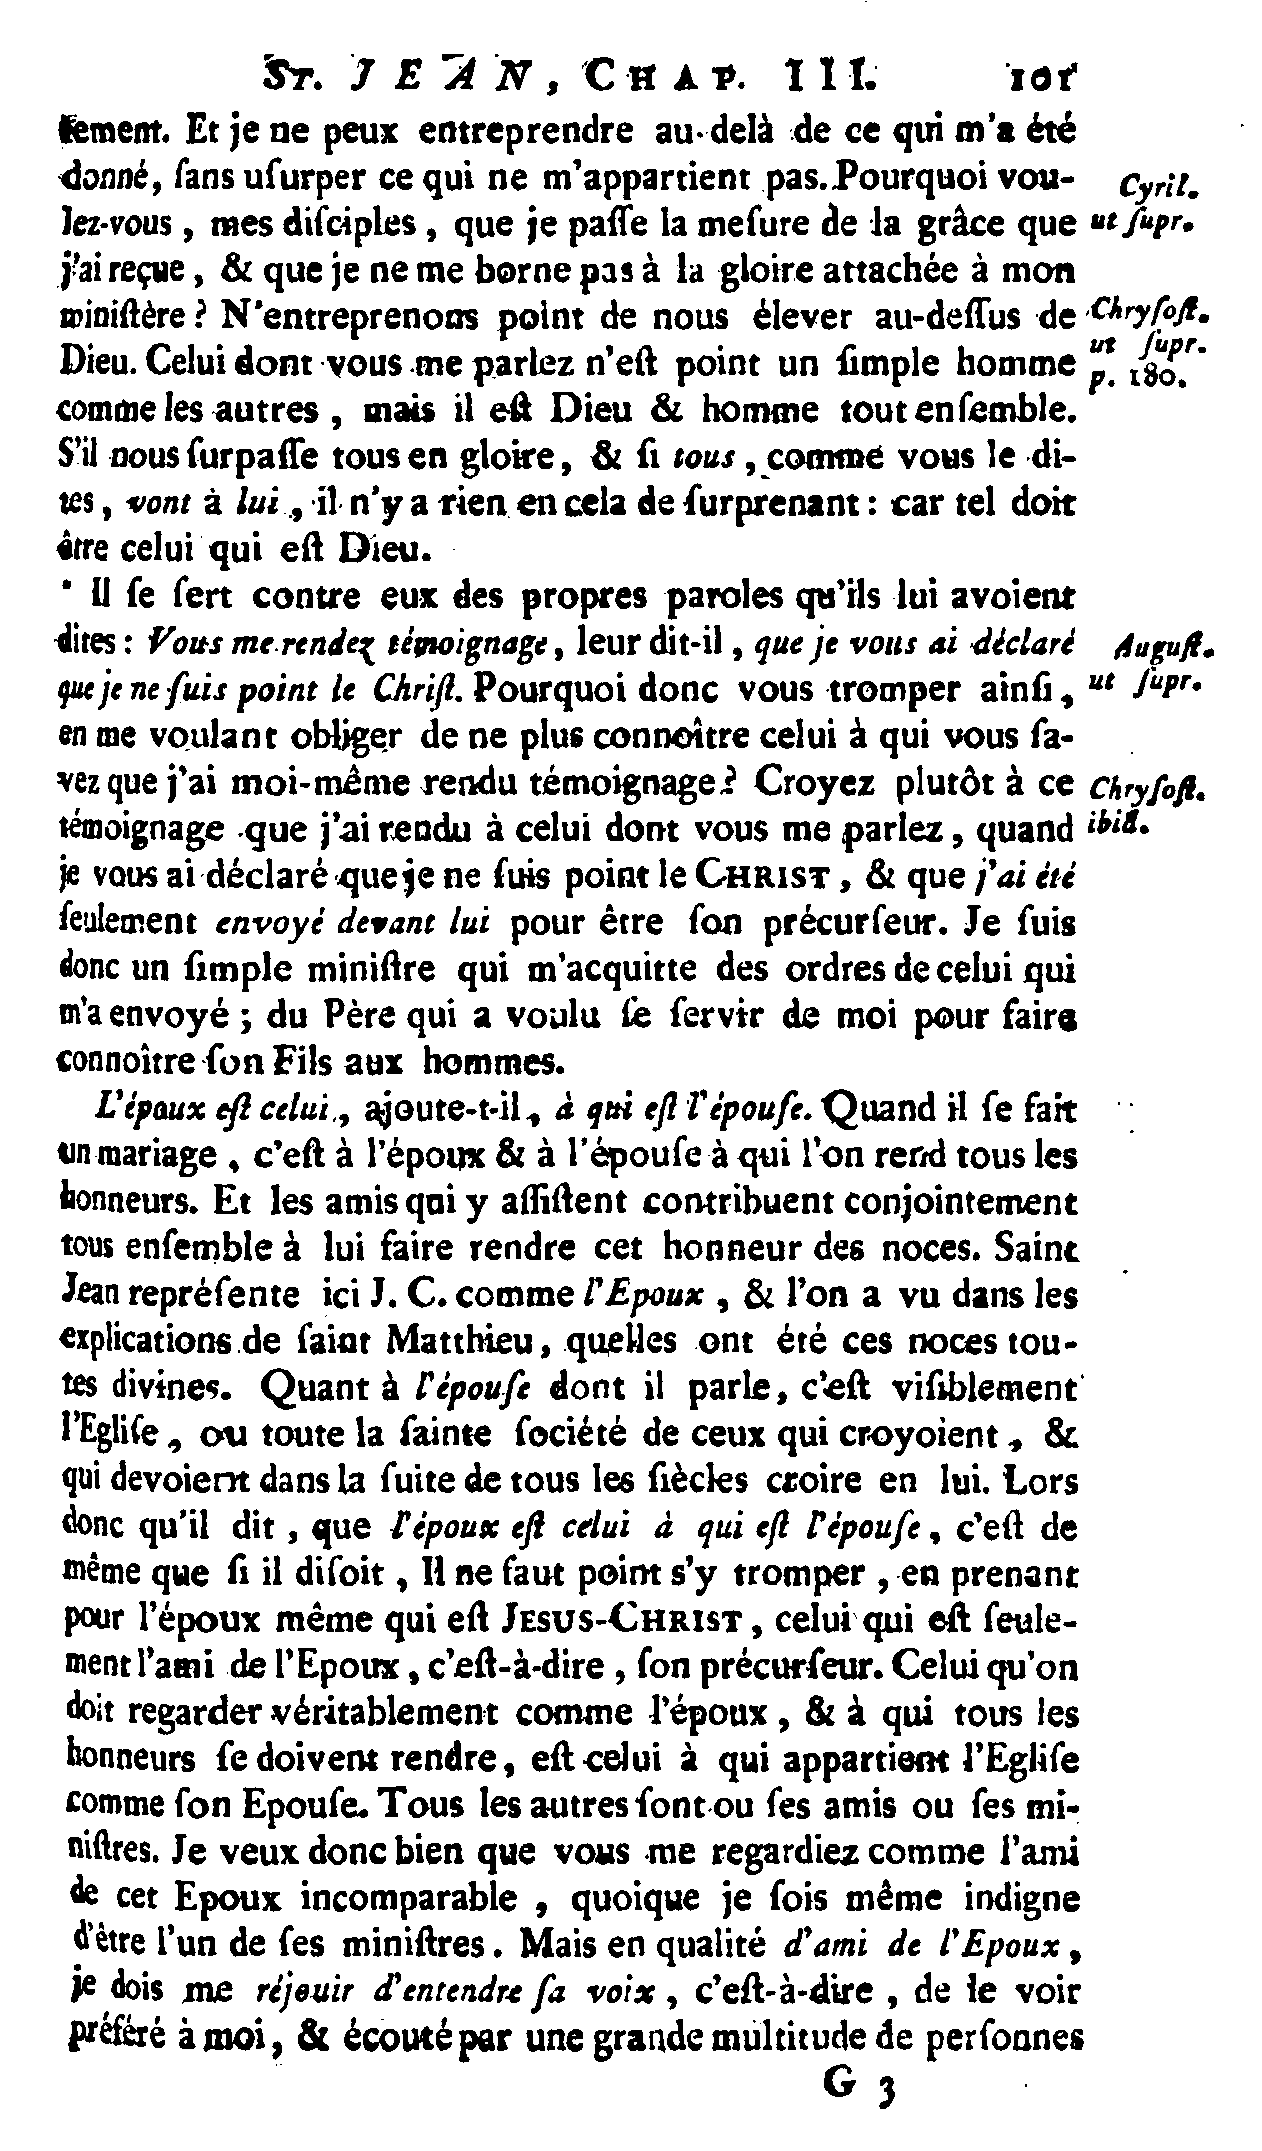 ST. JEAN, CHAP. III. 101
lement. Et je ne peux entreprendre au-delà de ce qui m'a été
donné, ſans uſurper ce qui ne m'appartient pas. Pourquoi vou-
lez-vous, mes diſciples, que je paſſe la meſure de la grâce que
j'ai reçue, & que je ne me borne pas à la gloire attachée à mon
miniſtère? N'entreprenons point de nous élever au-deſſus de
Dieu. Celui dont vous me parlez n'eſt point un ſimple homme
comme les autres, mais il eſt Dieu & homme tout enſemble.
S'il nous ſurpaſſe tous en gloire, & ſi tous, comme vous le di-
tes, vont à lui, il n'y a rien en cela de ſurprenant: car tel doit
être celui qui eſt Dieu.
Il ſe ſert contre eux des propres paroles qu'ils lui avoient
dites: Vous me rendez témoignage, leur dit-il, que je vous ai déclaré
que je ne ſuis point le Chriſt. Pourquoi donc vous tromper ainſi,
en me voulant obliger de ne plus connoître celui à qui vous ſa-
vez que j'ai moi-même rendu témoignage? Croyez plutôt à ce
témoignage que j'ai rendu à celui dont vous me parlez, quand
je vous ai déclaré que je ne ſuis point le CHRIST, & que j'ai été
ſeulement envoyé devant lui pour être ſon précurſeur. Je ſuis
donc un ſimple miniſtre qui m'acquitte des ordres de celui qui
m'a envoyé; du Père qui a voulu ſe ſervir de moi pour faire
connoître ſon Fils aux hommes.
L'époux eſt celui, ajoute-t-il, à qui eſt l'épouſe. Quand il ſe fait
un mariage, c'eſt à l'époux & à l'épouſe à qui l'on rend tous les
honneurs. Et les amis qui y aſſiſtent contribuent conjointement
tous enſemble à lui faire rendre cet honneur des noces. Saint
Jean repréſente ici J. C. comme l'Epoux, & l'on a vu dans les
explications de ſaint Matthieu, quelles ont été ces noces tou-
tes divines. Quant à l'épouſe dont il parle, c'eſt viſiblement
l'Egliſe, ou toute la ſainte ſociété de ceux qui croyoient, &
qui devoient dans la ſuite de tous les ſiècles croire en lui. Lors
donc qu'il dit, que l'époux eſt celui à qui eſt l'épouſe, c'eſt de
même que ſi il diſoit, Il ne faut point s'y tromper, en prenant
pour l'époux même qui eſt JESUS-CHRIST, celui qui eſt ſeule-
ment l'ami de l'Epoux, c'eſt-à-dire, ſon précurſeur. Celui qu'on
doit regarder véritablement comme l'époux, & à qui tous les
honneurs ſe doivent rendre, eſt celui à qui appartient l'Egliſe
comme ſon Epouſe. Tous les autres ſont ou ſes amis ou ſes mi-
niſtres. Je veux donc bien que vous me regardiez comme l'ami
de cet Epoux incomparable, quoique je ſois même indigne
d'être l'un de ſes miniſtres. Mais en qualité d'ami de l'Epoux,
je dois me réjouir d'entendre ſa voix, c'eſt-à-dire, de le voir
préféré à moi, & écouté par une grande multitude de perſonnes
G 3
Cyril.
ut ſupr.
Chryſoſt.
ut ſupr.
p. 180.
Auguſt.
ut ſupr.
Chryſoſt.
ibid.